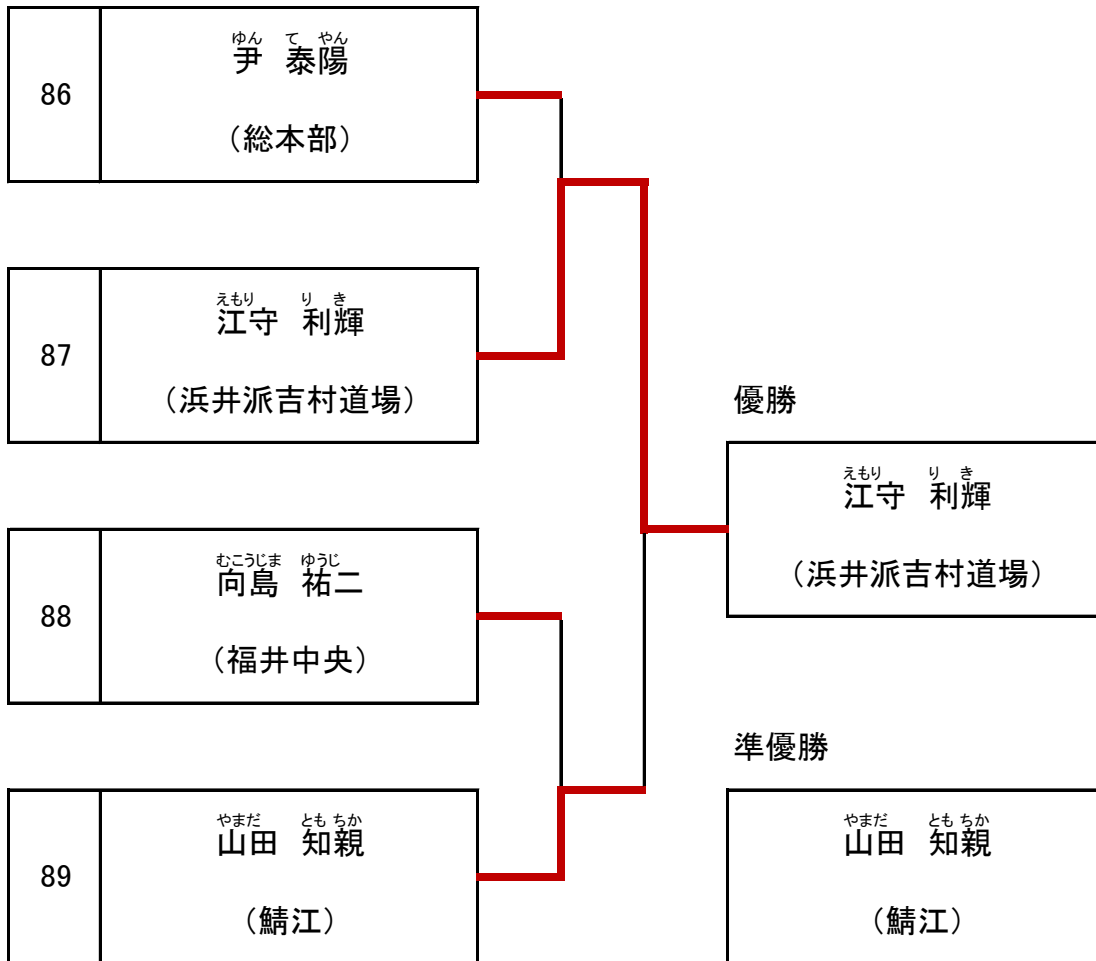 ゆん て やん
86 尹 泰陽
（総本部）
えもり り き
87 江守 利輝
（浜井派吉村道場）
優勝
えもり り き
江守 利輝
（浜井派吉村道場）
むこうじま ゆうじ
88 向島 祐二
（福井中央）
準優勝
やまだ とも ちか
89 山田 知親
（鯖江）
やまだ とも ちか
山田 知親
（鯖江）